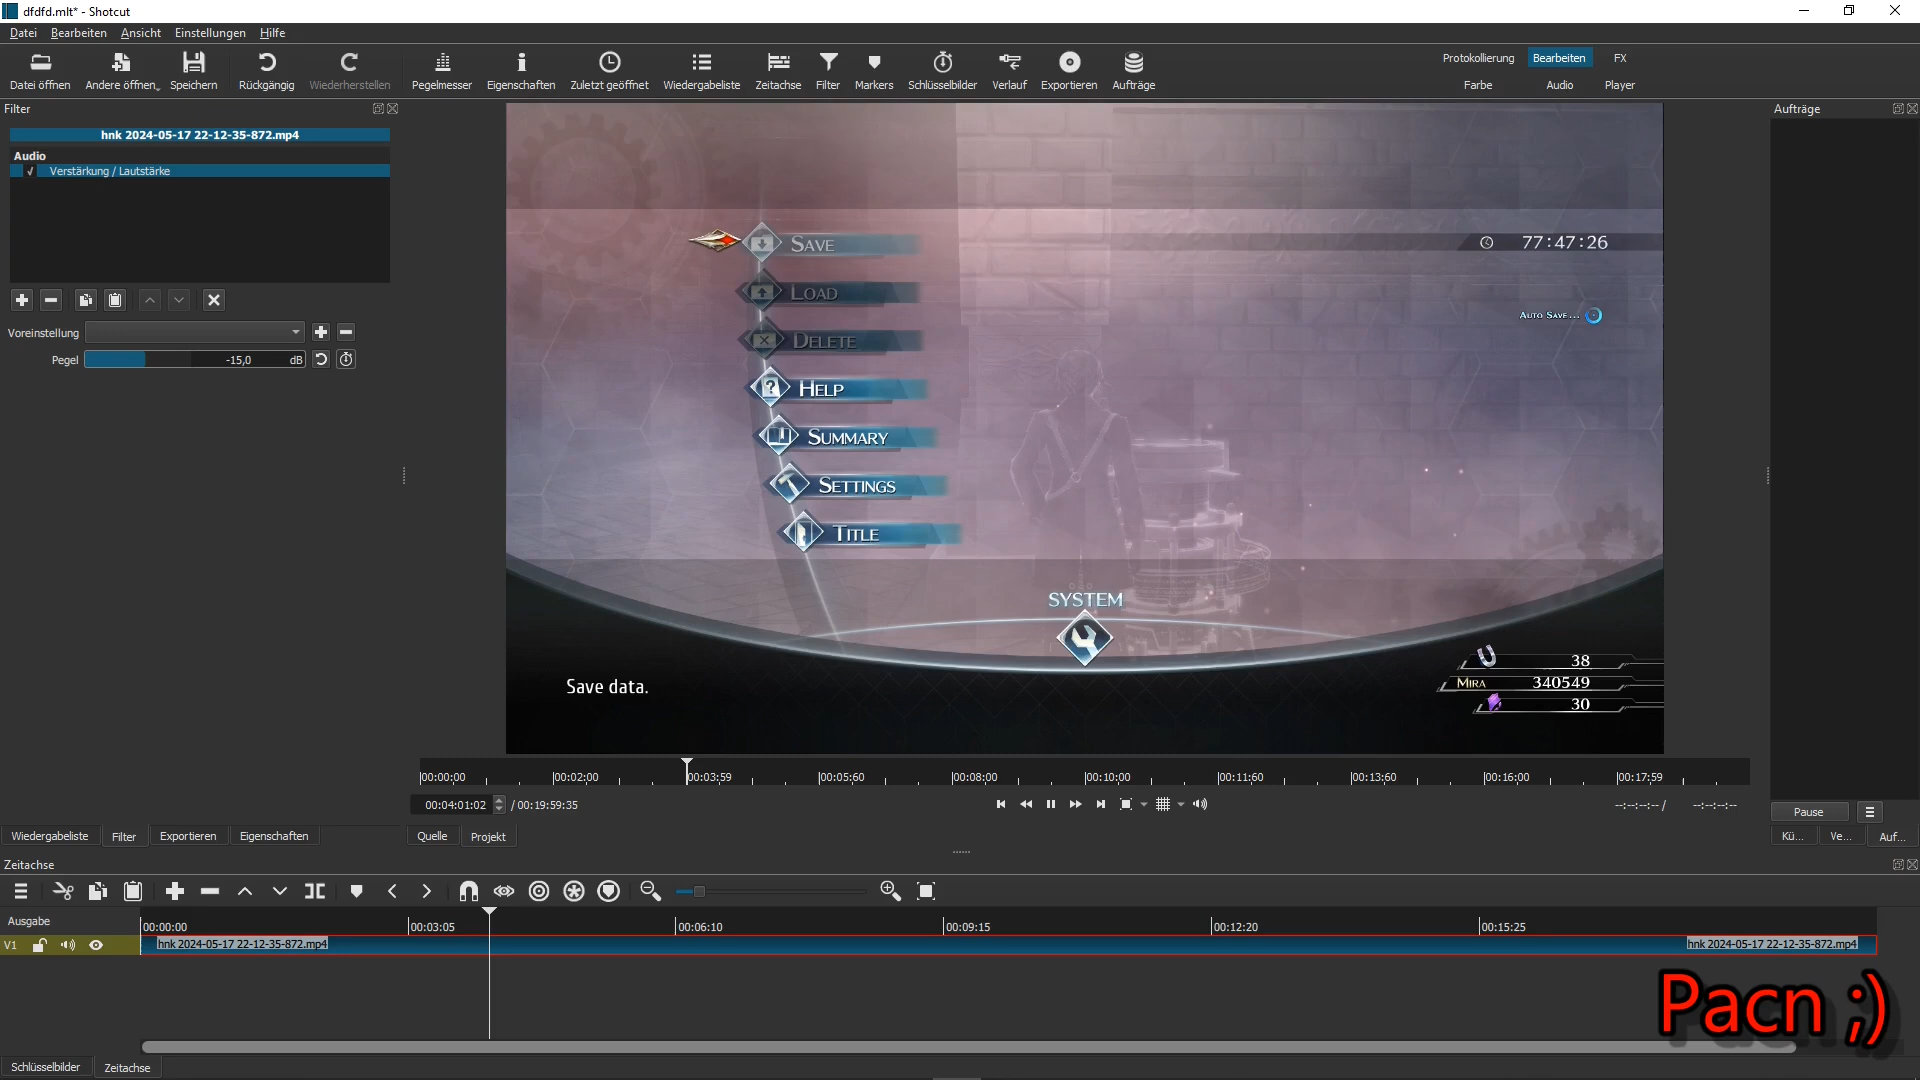 dfdfd.mlt* - Shotcut
Datei Bearbeiten Ansicht Einstellungen Hilfe
Datei öffnen Andere öffnen Speichern Rückgängig Wiederherstellen Pegelmesser Eigenschaften Zuletzt geöffnet Wiedergabeliste Zeitachse Filter Markers Schlüsselbilder Verlauf Exportieren Aufträge
Protokollierung Bearbeiten FX
Farbe Audio Player
Filter
Aufträge
hnk 2024-05-17 22-12-35-872.mp4
Audio
✓ Verstärkung / Lautstärke
Voreinstellung
Pegel -15,0 dB
SAVE
77:47:26
LOAD
AUTO SAVE...
DELETE
HELP
SUMMARY
SETTINGS
TITLE
SYSTEM
38
Save data.
MIRA 340549
30
00:00:00 00:02:00 00:03:59 00:05:60 00:08:00 00:10:00 00:11:60 00:13:60 00:16:00 00:17:59
00:04:01:02 / 00:19:59:35
--:--:--:-- / --:--:--:--
Pause
Wiedergabeliste Filter Exportieren Eigenschaften
Quelle Projekt
Kü... Ve... Auf...
Zeitachse
Ausgabe
00:00:00 00:03:05 00:06:10 00:09:15 00:12:20 00:15:25
V1
hnk 2024-05-17 22-12-35-872.mp4 hnk 2024-05-17 22-12-35-872.mp4
Pacn ;)
Schlüsselbilder Zeitachse